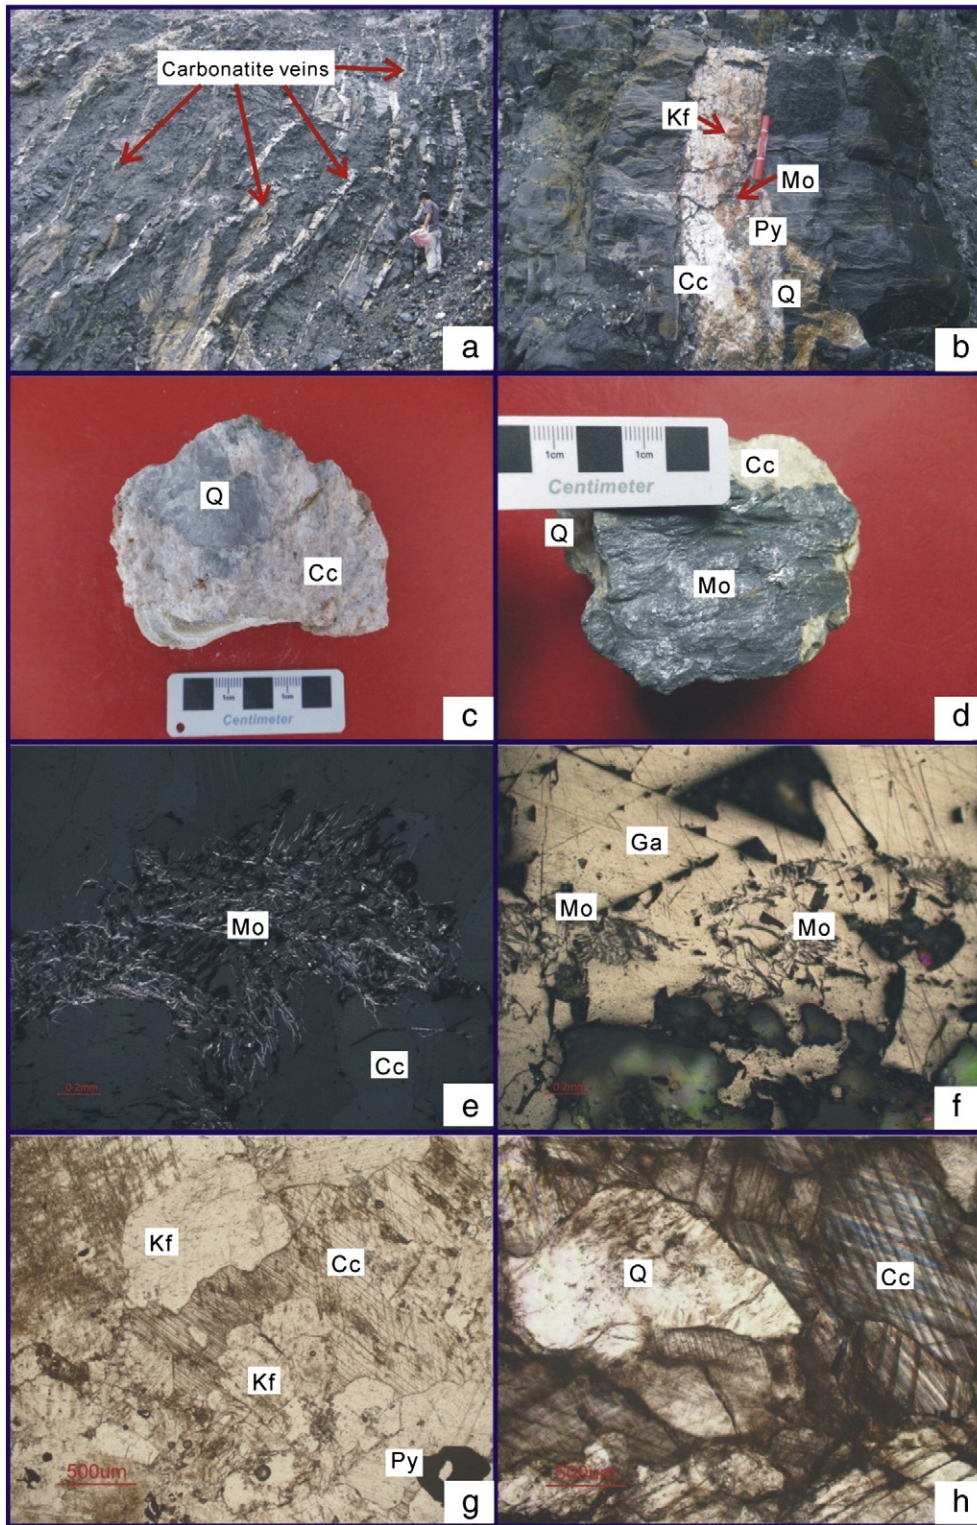 Carbonatite veins
a
Kf
Mo
Py
Cc
Q
b
Q
Cc
1cm
1cm
Centimeter
c
1cm
1cm
Centimeter
Cc
Q
Mo
d
Mo
Cc
0.2mm
e
Ga
Mo
Mo
0.2mm
f
Kf
Cc
Kf
Py
500um
g
Q
Cc
500um
h